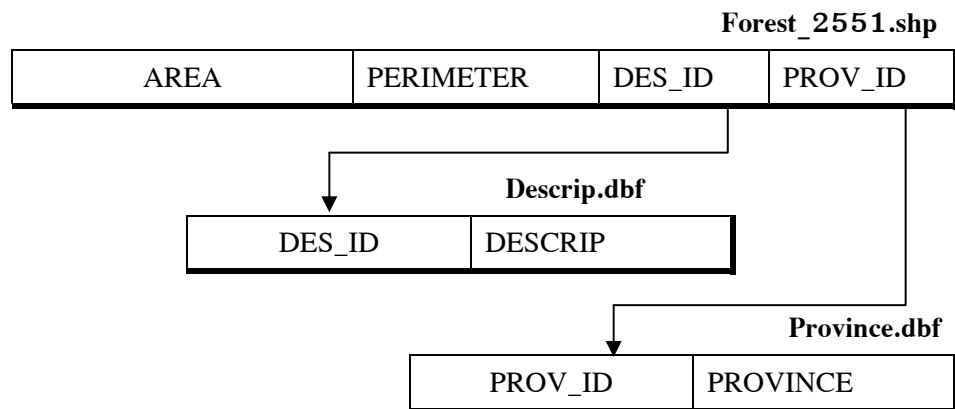 Forest_2551.shp
AREA PERIMETER DES_ID PROV_ID
Descrip.dbf
DES_ID DESCRIP
Province.dbf
PROV_ID PROVINCE